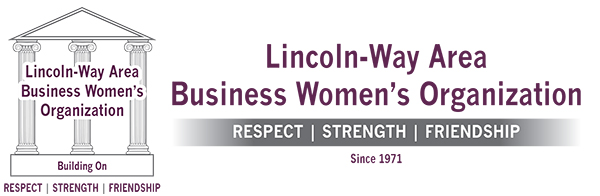 Lincoln-Way Area
Business Women's
Organization
Building On
RESPECT | STRENGTH | FRIENDSHIP
Lincoln-Way Area
Business Women's Organization
RESPECT | STRENGTH | FRIENDSHIP
Since 1971